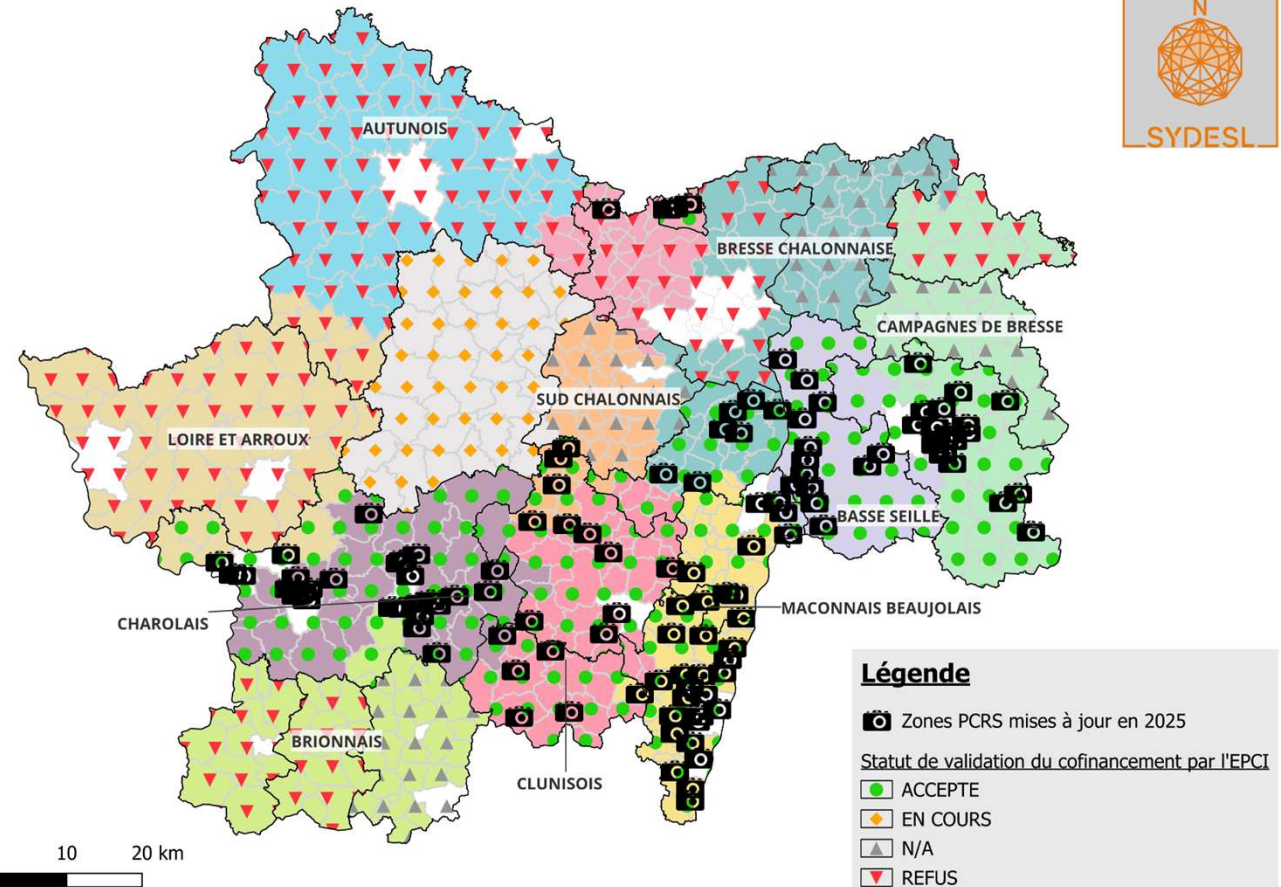 N
SYDESL
AUTUNOIS
BRESSE CHALONNAISE
CAMPAGNES DE BRESSE
SUD CHALONNAIS
LOIRE ET ARROUX
BASSE SEILLE
CHAROLAIS
MACONNAIS BEAUJOLAIS
BRIONNAIS
CLUNISOIS
Légende
Zones PCRS mises à jour en 2025
Statut de validation du cofinancement par l'EPCI
ACCEPTE
EN COURS
N/A
REFUS
10 20 km